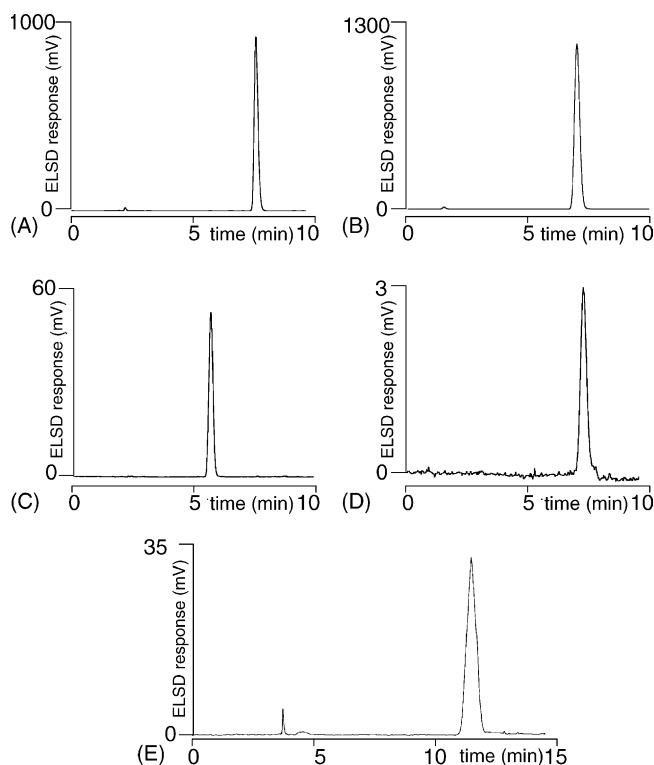 1000
ELSD response (mV)
0
(A)
0
5
time (min)
10
1300
ELSD response (mV)
0
(B)
0
5
time (min)
10
60
ELSD response (mV)
0
(C)
0
5
time (min)
10
3
ELSD response (mV)
0
(D)
0
5
time (min)
10
35
ELSD response (mV)
0
(E)
0
5
10
time (min)
15